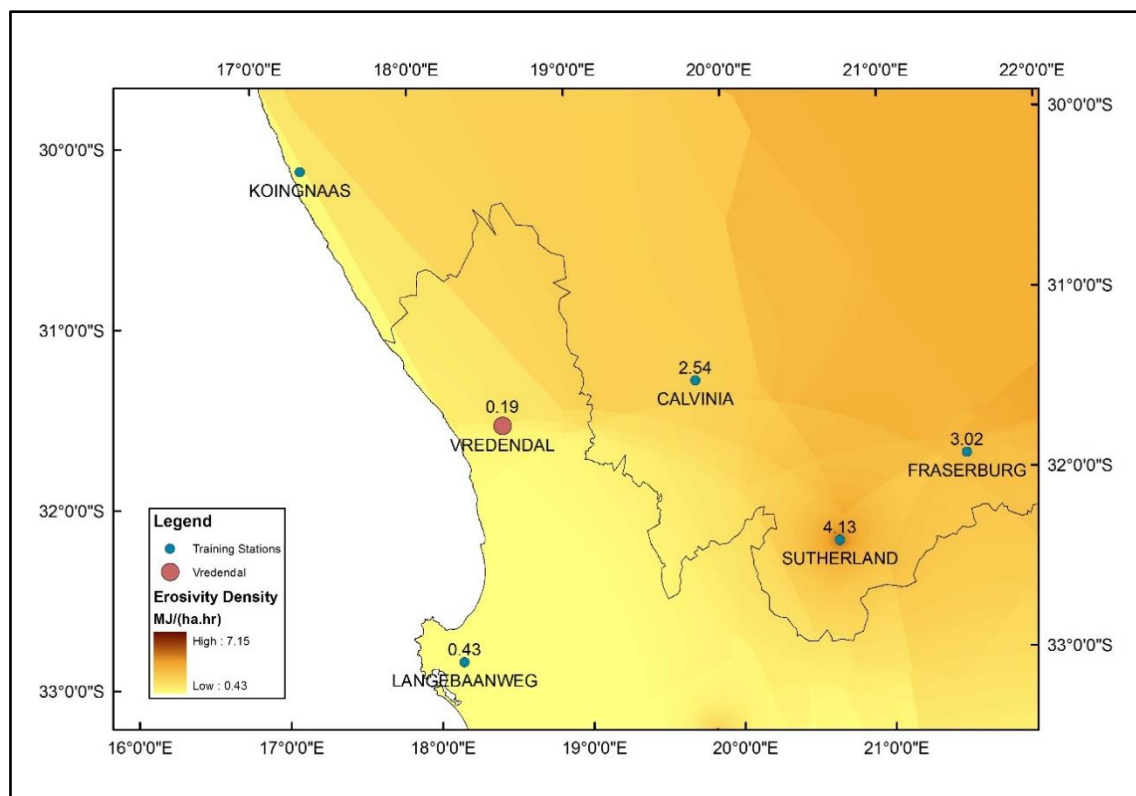 17°0'0"E 18°0'0"E 19°0'0"E 20°0'0"E 21°0'0"E 22°0'0"E
30°0'0"S
30°0'0"S
KOINGNAAS
31°0'0"S
31°0'0"S
2.54
CALVINIA
0.19
VREDENDAL
3.02
FRASERBURG
32°0'0"S
32°0'0"S
4.13
SUTHERLAND
Legend
Training Stations
Vredendal
Erosivity Density
MJ/(ha.hr)
High : 7.15
Low : 0.43
33°0'0"S
0.43
LANGEBAANWEG
33°0'0"S
16°0'0"E 17°0'0"E 18°0'0"E 19°0'0"E 20°0'0"E 21°0'0"E